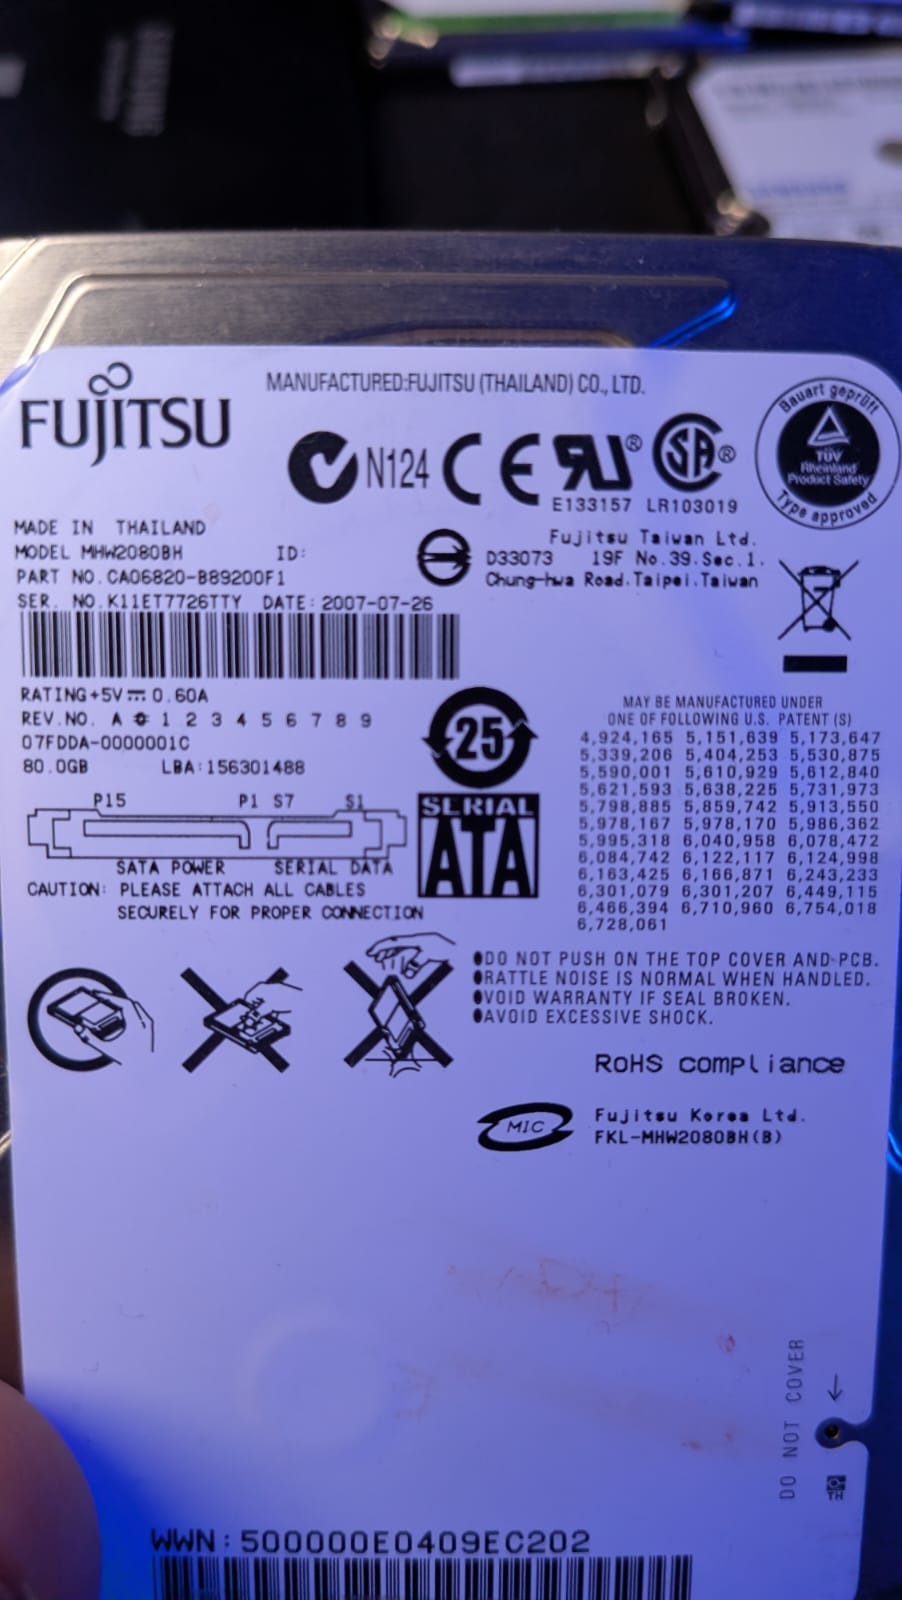 SAMSUNG
FUJITSU
MANUFACTURED:FUJITSU (THAILAND) CO., LTD.
N124 CE RU® SA®
E133157 LR103019
Bauart geprüft
TÜV
Rheinland
Product Safety
Type approved
MADE IN THAILAND
MODEL MHW2080BH ID:
PART NO.CA06820-B89200F1
SER. NO.K11ET7726TTY DATE:2007-07-26
Fujitsu Taiwan Ltd.
D33073 19F No.39.Sec.1.
Chung-hwa Road.Taipei.Taiwan
RATING+5V⎓0.60A
REV.NO. A 0 1 2 3 4 5 6 7 8 9
07FDDA-0000001C
80.0GB LBA:156301488
25
P15 P1 S7 S1
SATA POWER SERIAL DATA
SERIAL
ATA
CAUTION: PLEASE ATTACH ALL CABLES
SECURELY FOR PROPER CONNECTION
MAY BE MANUFACTURED UNDER
ONE OF FOLLOWING U.S. PATENT (S)
4,924,165 5,151,639 5,173,647
5,339,206 5,404,253 5,530,875
5,590,001 5,610,929 5,612,840
5,621,593 5,638,225 5,731,973
5,798,885 5,859,742 5,913,550
5,978,167 5,978,170 5,986,362
5,995,318 6,040,958 6,078,472
6,084,742 6,122,117 6,124,998
6,163,425 6,166,871 6,243,233
6,301,079 6,301,207 6,449,115
6,466,394 6,710,960 6,754,018
6,728,061
●DO NOT PUSH ON THE TOP COVER AND PCB.
●RATTLE NOISE IS NORMAL WHEN HANDLED.
●VOID WARRANTY IF SEAL BROKEN.
●AVOID EXCESSIVE SHOCK.
RoHS compliance
MIC
Fujitsu Korea Ltd.
FKL-MHW2080BH(B)
DO NOT COVER
TH
WWN:500000E0409EC202